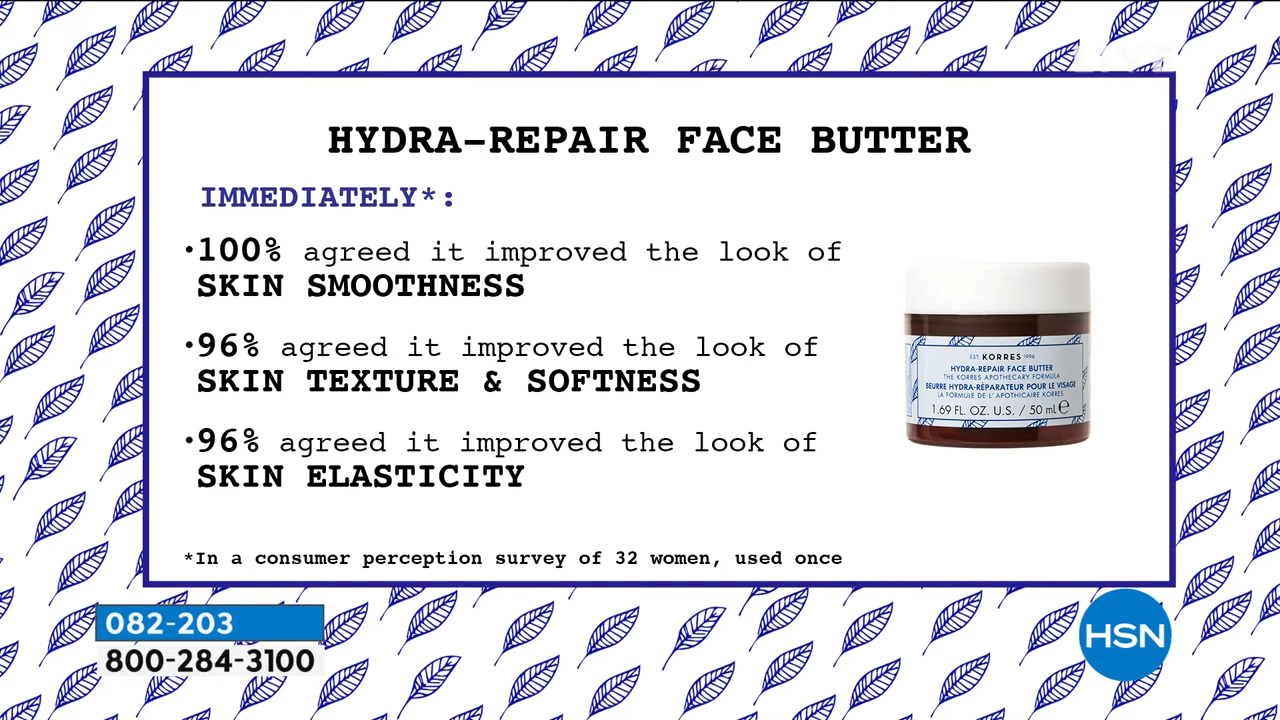 LIVE
HYDRA-REPAIR FACE BUTTER
IMMEDIATELY*:
•100% agreed it improved the look of
SKIN SMOOTHNESS
•96% agreed it improved the look of
SKIN TEXTURE & SOFTNESS
•96% agreed it improved the look of
SKIN ELASTICITY
*In a consumer perception survey of 32 women, used once
EST. KORRES 1996
HYDRA-REPAIR FACE BUTTER
THE KORRES APOTHECARY FORMULA
BEURRE HYDRA-RÉPARATEUR POUR LE VISAGE
LA FORMULE DE L' APOTHICAIRE KORRES
1.69 FL. OZ. U.S. / 50 mL ℮
082-203
800-284-3100
HSN